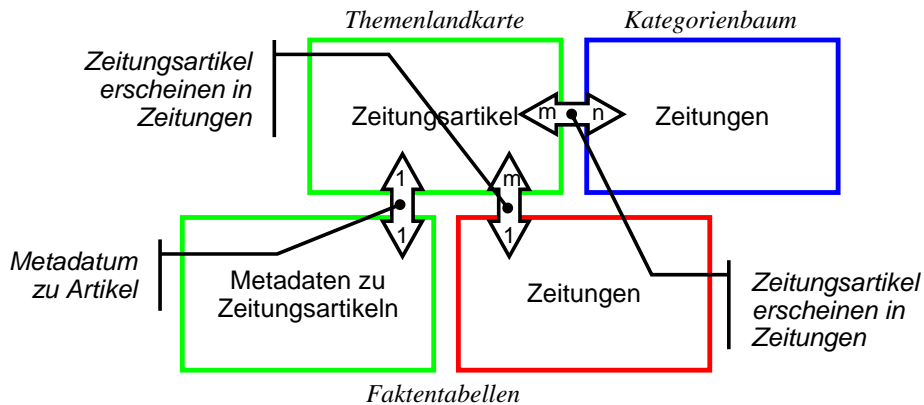 Themenlandkarte
Kategorienbaum
Zeitungsartikel
erscheinen in
Zeitungen
Zeitungsartikel
m
n
Zeitungen
1
1
m
1
Metadatum
zu Artikel
Metadaten zu
Zeitungsartikeln
Zeitungen
Zeitungsartikel
erscheinen in
Zeitungen
Faktentabellen